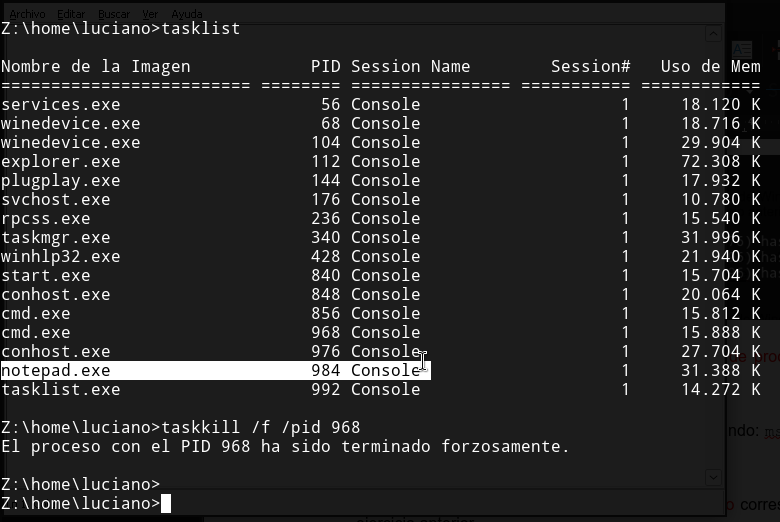 Archivo Editar Buscar Ver Ayuda
Z:\home\luciano>tasklist
Nombre de la Imagen PID Session Name Session# Uso de Mem
========================= ======== ================ =========== ============
services.exe 56 Console 1 18.120 K
winedevice.exe 68 Console 1 18.716 K
winedevice.exe 104 Console 1 29.904 K
explorer.exe 112 Console 1 72.308 K
plugplay.exe 144 Console 1 17.932 K
svchost.exe 176 Console 1 10.780 K
rpcss.exe 236 Console 1 15.540 K
taskmgr.exe 340 Console 1 31.996 K
winhlp32.exe 428 Console 1 21.940 K
start.exe 840 Console 1 15.704 K
conhost.exe 848 Console 1 20.064 K
cmd.exe 856 Console 1 15.812 K
cmd.exe 968 Console 1 15.888 K
conhost.exe 976 Console 1 27.704 K
notepad.exe 984 Console 1 31.388 K
tasklist.exe 992 Console 1 14.272 K
Z:\home\luciano>taskkill /f /pid 968
El proceso con el PID 968 ha sido terminado forzosamente.
Z:\home\luciano>
Z:\home\luciano>